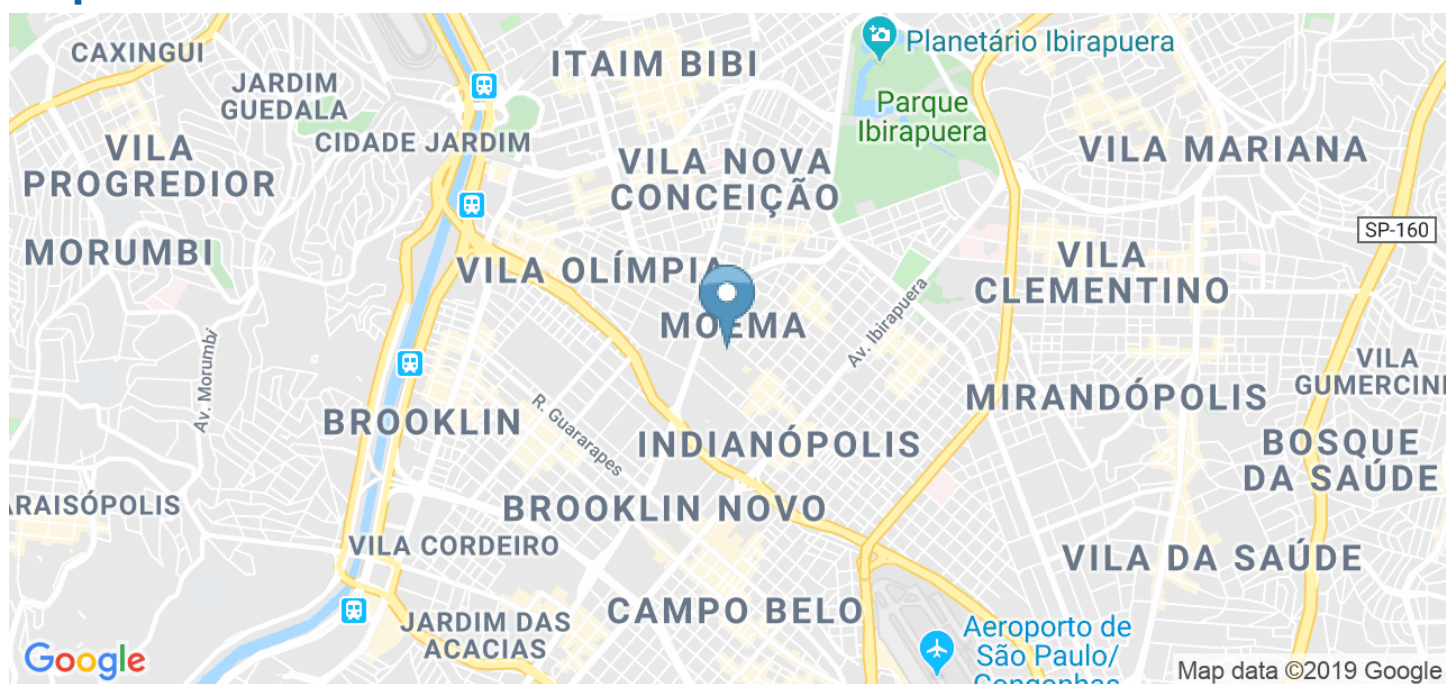 CAXINGUI
ITAIM BIBI
Planetário Ibirapuera
JARDIM
GUEDALA
Parque
Ibirapuera
CIDADE JARDIM
VILA
PROGREDIOR
VILA NOVA
CONCEIÇÃO
VILA MARIANA
SP-160
MORUMBI
VILA OLÍMPIA
VILA
CLEMENTINO
MOEMA
Av. Ibirapuera
Av. Morumbi
VILA
GUMERCINI
MIRANDÓPOLIS
BROOKLIN
R. Guararapes
INDIANÓPOLIS
BOSQUE
DA SAÚDE
ARAISÓPOLIS
BROOKLIN NOVO
VILA CORDEIRO
VILA DA SAÚDE
CAMPO BELO
JARDIM DAS
ACACIAS
Aeroporto de
São Paulo/
Congonhas
Google
Map data ©2019 Google